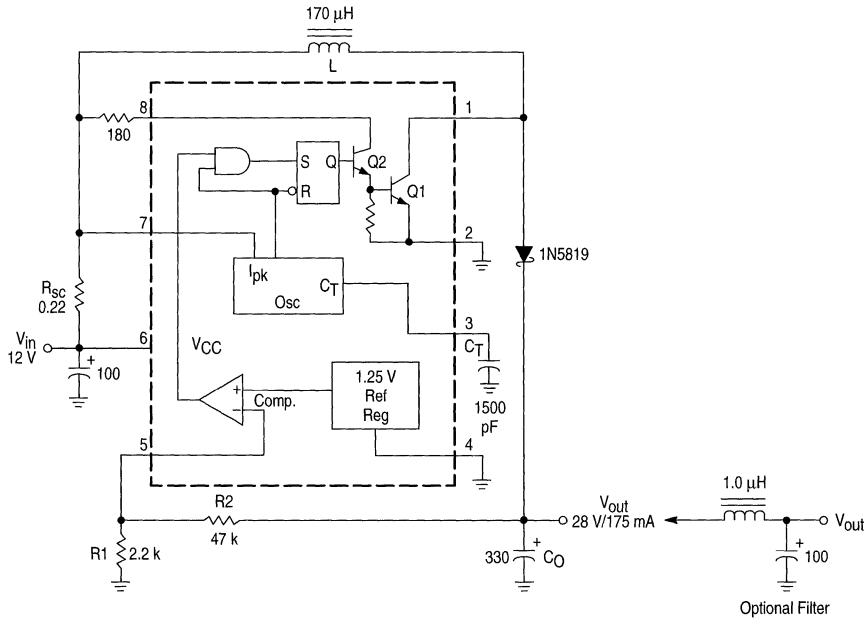 170 µH
L
8
1
180
S Q
R
Q2
Q1
7
2
1N5819
Ipk
CT
Osc
Rsc
0.22
3
CT
Vin
12 V
6
VCC
100
1500
pF
+
–
Comp.
1.25 V
Ref
Reg
5
4
1.0 µH
R2
47 k
Vout
28 V/175 mA
Vout
R1
2.2 k
330
+
CO
+
100
+
Optional Filter